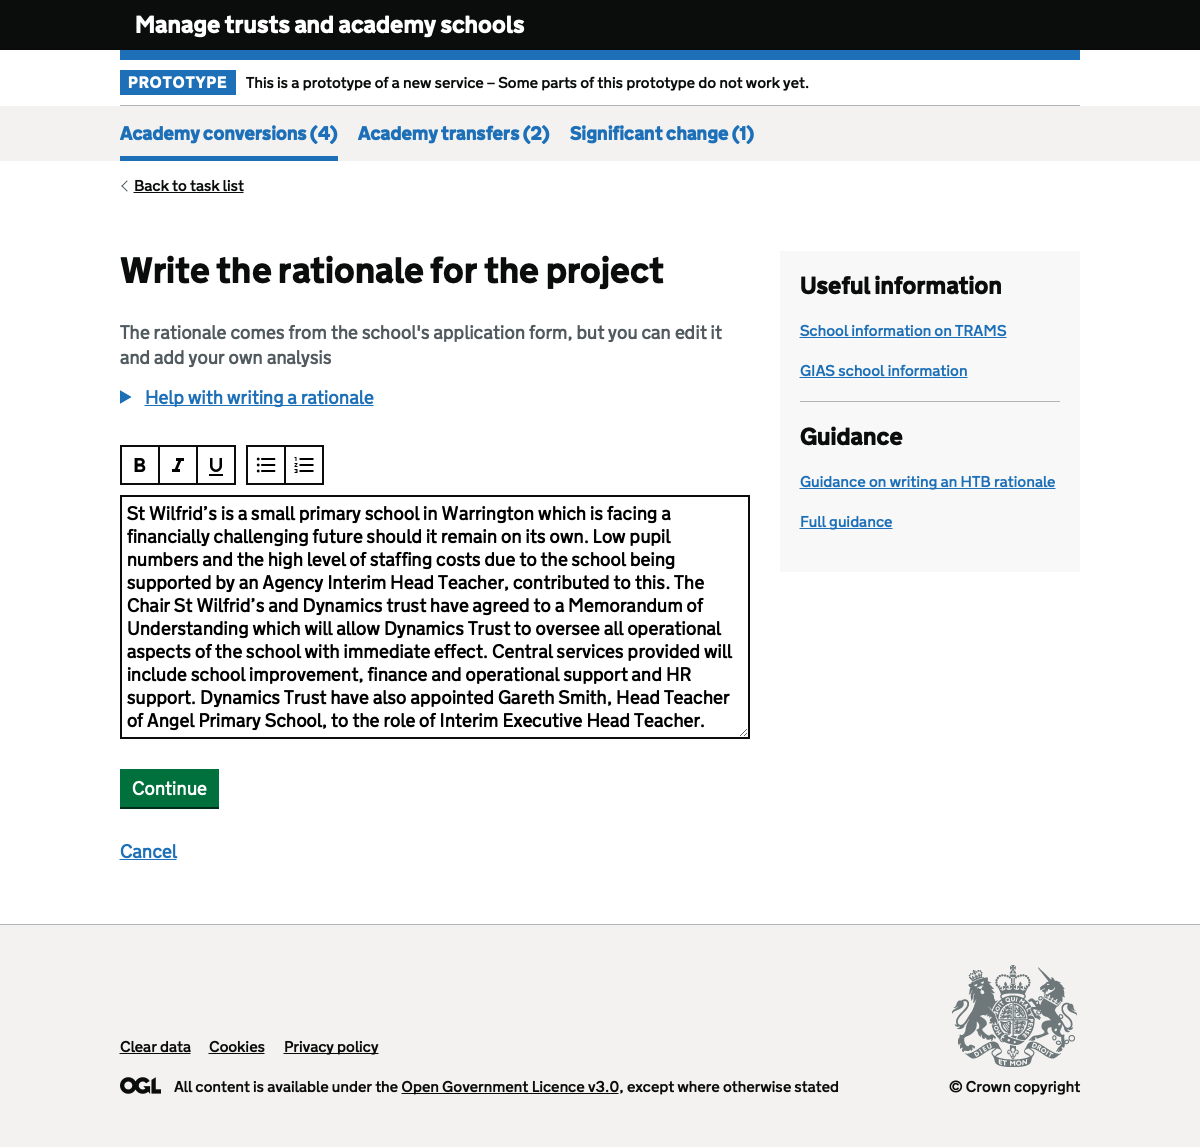 Manage trusts and academy schools
PROTOTYPE This is a prototype of a new service – Some parts of this prototype do not work yet.
Academy conversions (4) Academy transfers (2) Significant change (1)
Back to task list
Write the rationale for the project
The rationale comes from the school's application form, but you can edit it
and add your own analysis
Help with writing a rationale
B I U
St Wilfrid’s is a small primary school in Warrington which is facing a
financially challenging future should it remain on its own. Low pupil
numbers and the high level of staffing costs due to the school being
supported by an Agency Interim Head Teacher, contributed to this. The
Chair St Wilfrid’s and Dynamics trust have agreed to a Memorandum of
Understanding which will allow Dynamics Trust to oversee all operational
aspects of the school with immediate effect. Central services provided will
include school improvement, finance and operational support and HR
support. Dynamics Trust have also appointed Gareth Smith, Head Teacher
of Angel Primary School, to the role of Interim Executive Head Teacher.
Continue
Cancel
Useful information
School information on TRAMS
GIAS school information
Guidance
Guidance on writing an HTB rationale
Full guidance
Clear data Cookies Privacy policy
OGL All content is available under the Open Government Licence v3.0, except where otherwise stated
DIEU ET MON DROIT
© Crown copyright